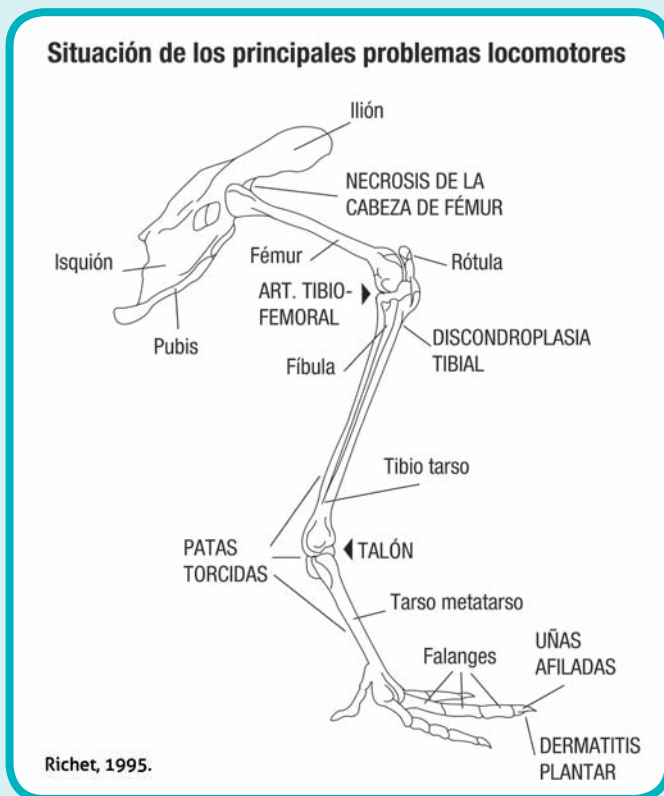 Situación de los principales problemas locomotores
Ilión
NECROSIS DE LA
CABEZA DE FÉMUR
Isquión
Fémur
Rótula
ART. TIBIO-
FEMORAL
Pubis
DISCONDROPLASIA
TIBIAL
Fíbula
Tibio tarso
PATAS
TORCIDAS
TALÓN
Tarso metatarso
Falanges
UÑAS
AFILADAS
DERMATITIS
PLANTAR
Richet, 1995.